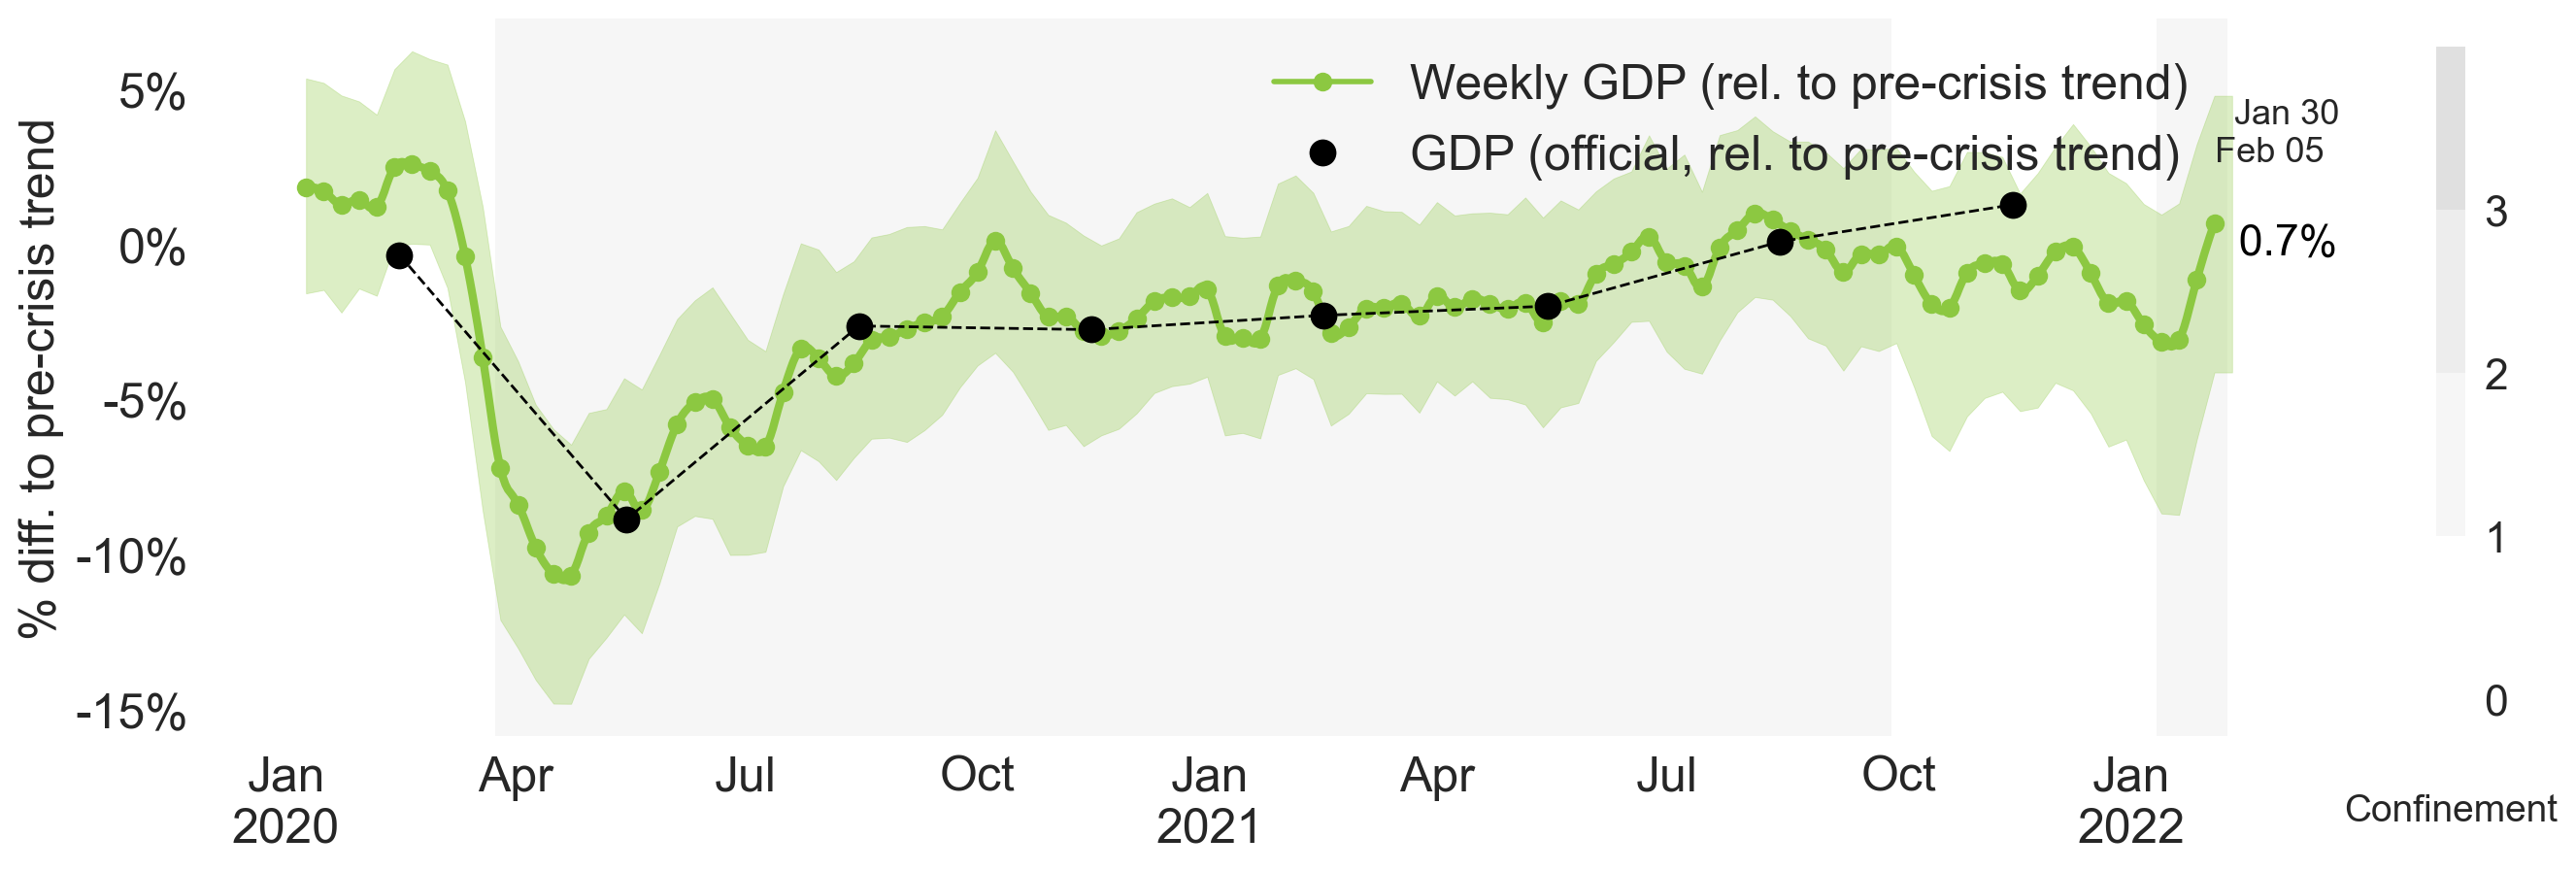 % diff. to pre-crisis trend
5%
0%
-5%
-10%
-15%
Weekly GDP (rel. to pre-crisis trend)
GDP (official, rel. to pre-crisis trend)
Jan 30
Feb 05
0.7%
3
2
1
0
Confinement
Jan
2020
Apr
Jul
Oct
Jan
2021
Apr
Jul
Oct
Jan
2022